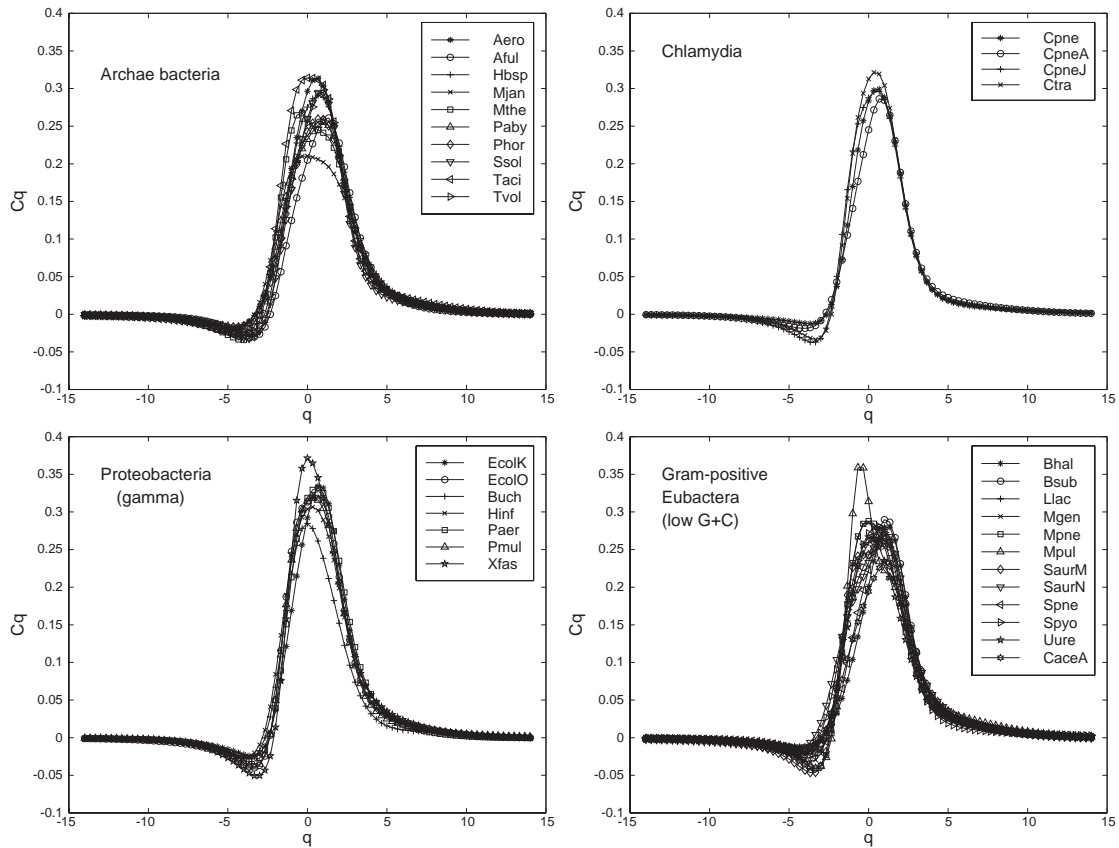 0.4
0.35
0.3
0.25
0.2
0.15
0.1
0.05
0
-0.05
-0.1
Cq
-15
-10
-5
0
5
10
15
q
Archae bacteria
Aero
Aful
Hbsp
Mjan
Mthe
Paby
Phor
Ssol
Taci
Tvol
0.4
0.35
0.3
0.25
0.2
0.15
0.1
0.05
0
-0.05
-0.1
Cq
-15
-10
-5
0
5
10
15
q
Chlamydia
Cpne
CpneA
CpneJ
Ctra
0.4
0.35
0.3
0.25
0.2
0.15
0.1
0.05
0
-0.05
-0.1
Cq
-15
-10
-5
0
5
10
15
q
Proteobacteria
(gamma)
EcolK
EcolO
Buch
Hinf
Paer
Pmul
Xfas
0.4
0.35
0.3
0.25
0.2
0.15
0.1
0.05
0
-0.05
-0.1
Cq
-15
-10
-5
0
5
10
15
q
Gram-positive
Eubactera
(low G+C)
Bhal
Bsub
Llac
Mgen
Mpne
Mpul
SaurM
SaurN
Spne
Spyo
Uure
CaceA